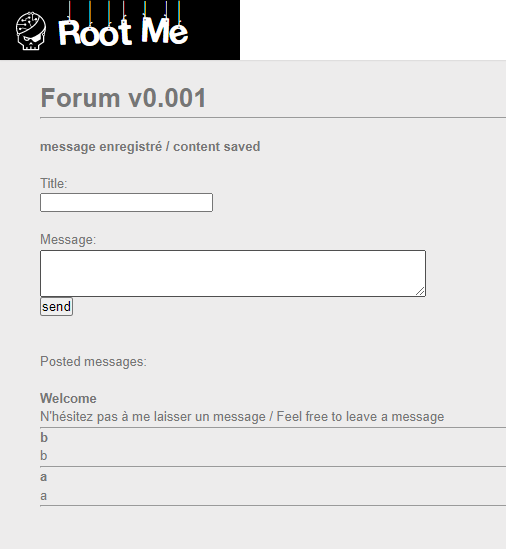 Root Me
Forum v0.001
message enregistré / content saved
Title:
Message:
send
Posted messages:
Welcome
N'hésitez pas à me laisser un message / Feel free to leave a message
b
b
a
a